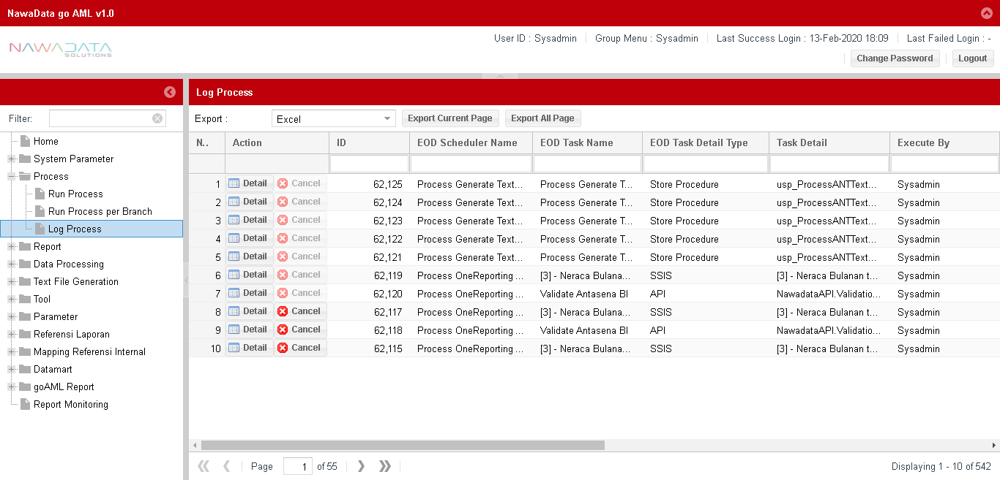 NawaData go AML v1.0
NAWADATA
SOLUTIONS
User ID : Sysadmin Group Menu : Sysadmin Last Success Login : 13-Feb-2020 18:09 Last Failed Login : -
Change Password Logout
Filter:
Home
System Parameter
Process
Run Process
Run Process per Branch
Log Process
Report
Data Processing
Text File Generation
Tool
Parameter
Referensi Laporan
Mapping Referensi Internal
Datamart
goAML Report
Report Monitoring
Log Process
Export : Excel Export Current Page Export All Page
N.. Action ID EOD Scheduler Name EOD Task Name EOD Task Detail Type Task Detail Execute By
1 Detail Cancel 62,125 Process Generate Text... Process Generate T... Store Procedure usp_ProcessANTText... Sysadmin
2 Detail Cancel 62,124 Process Generate Text... Process Generate T... Store Procedure usp_ProcessANTText... Sysadmin
3 Detail Cancel 62,123 Process Generate Text... Process Generate T... Store Procedure usp_ProcessANTText... Sysadmin
4 Detail Cancel 62,122 Process Generate Text... Process Generate T... Store Procedure usp_ProcessANTText... Sysadmin
5 Detail Cancel 62,121 Process Generate Text... Process Generate T... Store Procedure usp_ProcessANTText... Sysadmin
6 Detail Cancel 62,119 Process OneReporting ... [3] - Neraca Bulana... SSIS [3] - Neraca Bulanan t... Sysadmin
7 Detail Cancel 62,120 Process OneReporting ... Validate Antasena BI API NawadataAPI.Validatio... Sysadmin
8 Detail Cancel 62,117 Process OneReporting ... [3] - Neraca Bulana... SSIS [3] - Neraca Bulanan t... Sysadmin
9 Detail Cancel 62,118 Process OneReporting ... Validate Antasena BI API NawadataAPI.Validatio... Sysadmin
10 Detail Cancel 62,115 Process OneReporting ... [3] - Neraca Bulana... SSIS [3] - Neraca Bulanan t... Sysadmin
Page 1 of 55 Displaying 1 - 10 of 542